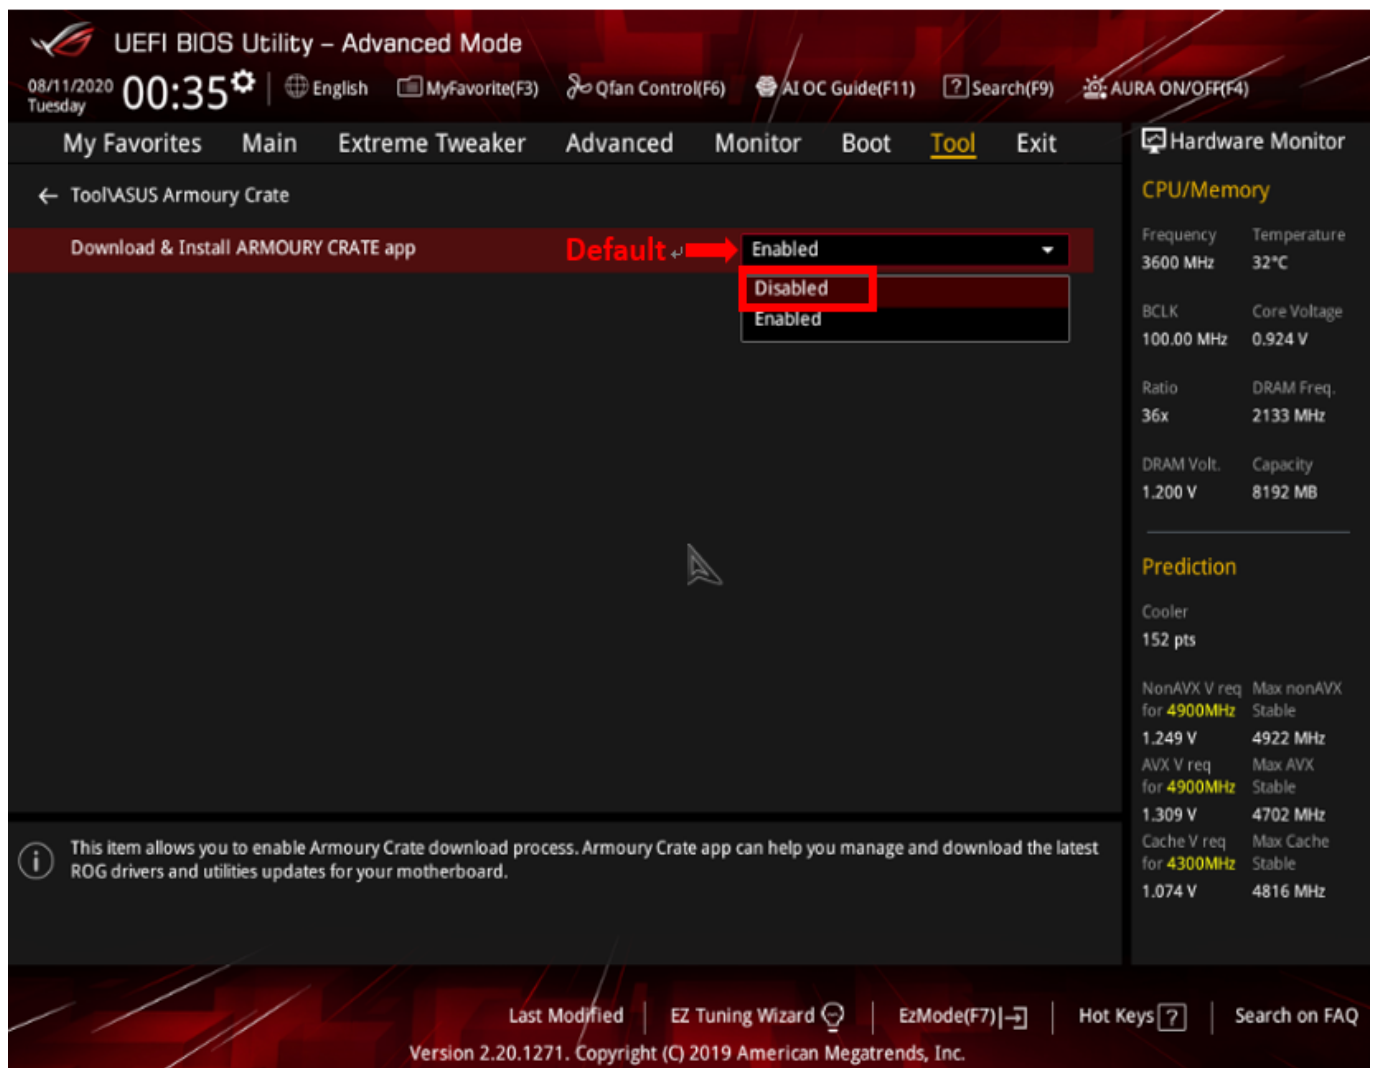 UEFI BIOS Utility – Advanced Mode
08/11/2020 00:35 English MyFavorite(F3) Qfan Control(F6) AI OC Guide(F11) Search(F9) AURA ON/OFF(F4)
Tuesday
My Favorites Main Extreme Tweaker Advanced Monitor Boot Tool Exit
Hardware Monitor
← Tool\ASUS Armoury Crate
Download & Install ARMOURY CRATE app Default Enabled
Disabled
Enabled
CPU/Memory
Frequency Temperature
3600 MHz 32°C
BCLK Core Voltage
100.00 MHz 0.924 V
Ratio DRAM Freq.
36x 2133 MHz
DRAM Volt. Capacity
1.200 V 8192 MB
Prediction
Cooler
152 pts
NonAVX V req Max nonAVX
for 4900MHz Stable
1.249 V 4922 MHz
AVX V req Max AVX
for 4900MHz Stable
1.309 V 4702 MHz
Cache V req Max Cache
for 4300MHz Stable
1.074 V 4816 MHz
This item allows you to enable Armoury Crate download process. Armoury Crate app can help you manage and download the latest
ROG drivers and utilities updates for your motherboard.
Last Modified EZ Tuning Wizard EzMode(F7) Hot Keys ? Search on FAQ
Version 2.20.1271. Copyright (C) 2019 American Megatrends, Inc.